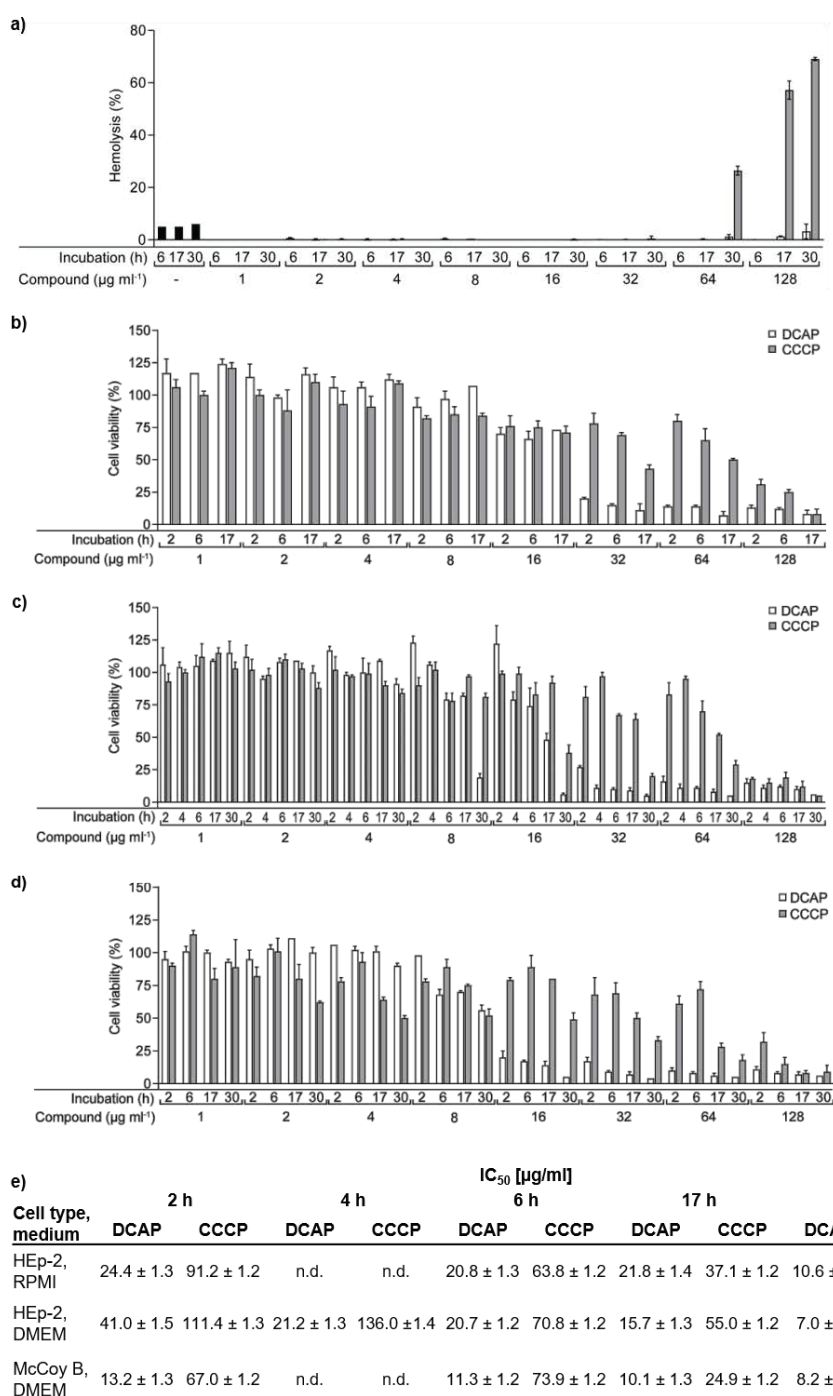 a)
80
60
40
20
0
Hemolysis (%)
Incubation (h) 6 17 30 6 17 30 6 17 30 6 17 30 6 17 30 6 17 30 6 17 30 6 17 30 6 17 30
Compound (µg ml-1) - 1 2 4 8 16 32 64 128
b)
150
125
100
75
50
25
0
Cell viability (%)
DCAP
CCCP
Incubation (h) 2 6 17 2 6 17 2 6 17 2 6 17 2 6 17 2 6 17 2 6 17 2 6 17
Compound (µg ml-1) 1 2 4 8 16 32 64 128
c)
150
125
100
75
50
25
0
Cell viability (%)
DCAP
CCCP
Incubation (h) 2 4 6 17 30 2 4 6 17 30 2 4 6 17 30 2 4 6 17 30 2 4 6 17 30 2 4 6 17 30 2 4 6 17 30 2 4 6 17 30
Compound (µg ml-1) 1 2 4 8 16 32 64 128
d)
150
125
100
75
50
25
0
Cell viability (%)
DCAP
CCCP
Incubation (h) 2 6 17 30 2 6 17 30 2 6 17 30 2 6 17 30 2 6 17 30 2 6 17 30 2 6 17 30 2 6 17 30
Compound (µg ml-1) 1 2 4 8 16 32 64 128
e)
IC50 [µg/ml]
2 h 4 h 6 h 17 h
Cell type, medium DCAP CCCP DCAP CCCP DCAP CCCP DCAP CCCP
HEp-2, RPMI 24.4 ± 1.3 91.2 ± 1.2 n.d. n.d. 20.8 ± 1.3 63.8 ± 1.2 21.8 ± 1.4 37.1 ± 1.2 10.6 ±
HEp-2, DMEM 41.0 ± 1.5 111.4 ± 1.3 21.2 ± 1.3 136.0 ±1.4 20.7 ± 1.2 70.8 ± 1.2 15.7 ± 1.3 55.0 ± 1.2 7.0 ±
McCoy B, DMEM 13.2 ± 1.3 67.0 ± 1.2 n.d. n.d. 11.3 ± 1.2 73.9 ± 1.2 10.1 ± 1.3 24.9 ± 1.2 8.2 ±